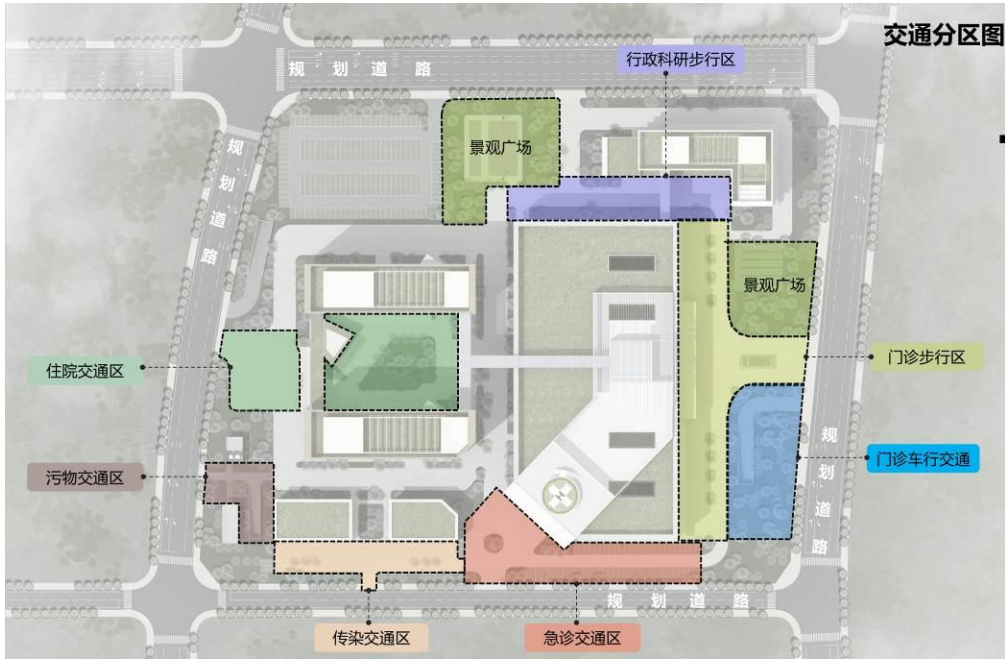 交通分区图
规划道路
行政科研步行区
规划道路
景观广场
景观广场
门诊步行区
住院交通区
规划道路
门诊车行交通
污物交通区
H
规划道路
传染交通区
急诊交通区